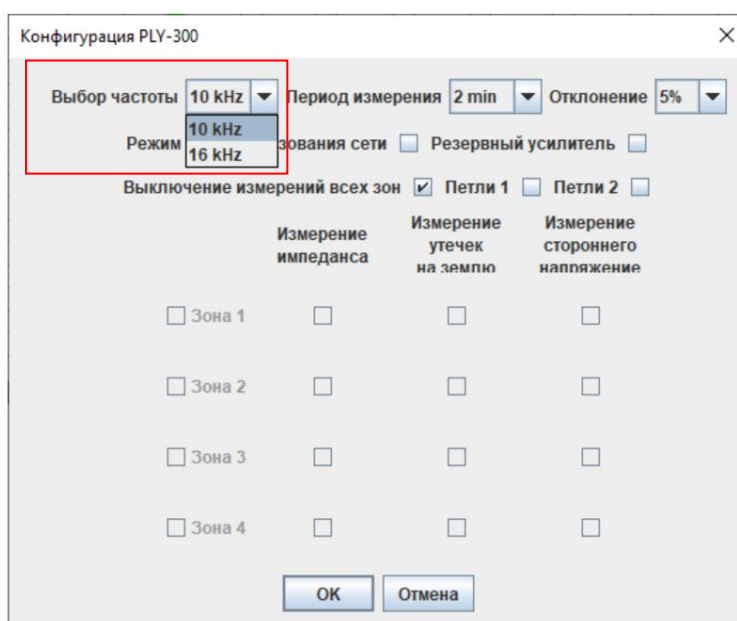 Конфигурация PLY-300
Выбор частоты 10 kHz Период измерения 2 min Отклонение 5%
10 kHz
16 kHz
Режим зования сети Резервный усилитель
Выключение измерений всех зон Петли 1 Петли 2
Измерение импеданса
Измерение утечек на землю
Измерение стороннего напряжение
Зона 1
Зона 2
Зона 3
Зона 4
OK Отмена